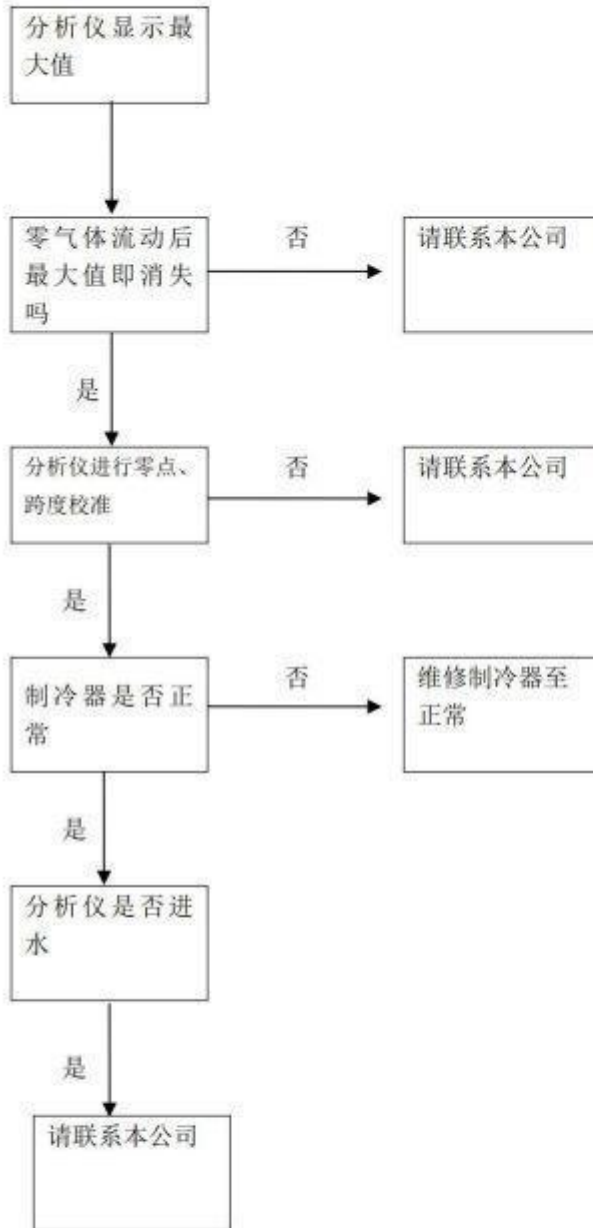 分析仪显示最
大值
零气体流动后
最大值即消失
吗
否
请联系本公司
是
分析仪进行零点、
跨度校准
否
请联系本公司
是
制冷器是否正
常
否
维修制冷器至
正常
是
分析仪是否进
水
是
请联系本公司